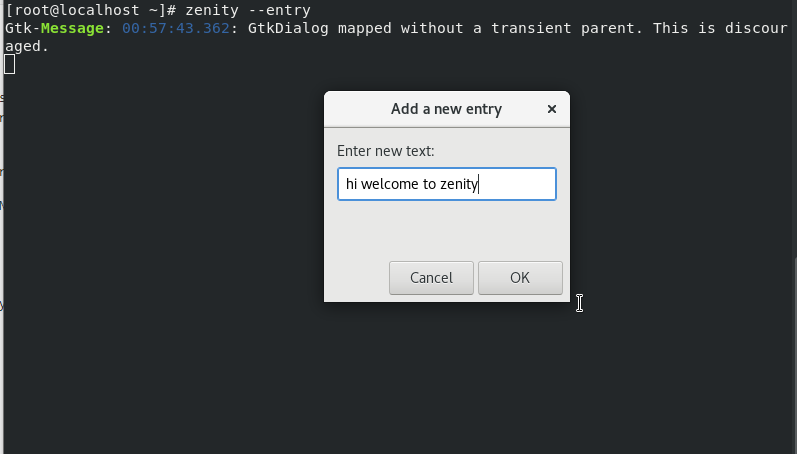 [root@localhost ~]# zenity --entry
Gtk-Message: 00:57:43.362: GtkDialog mapped without a transient parent. This is discour
aged.
Add a new entry
Enter new text:
hi welcome to zenity
Cancel
OK